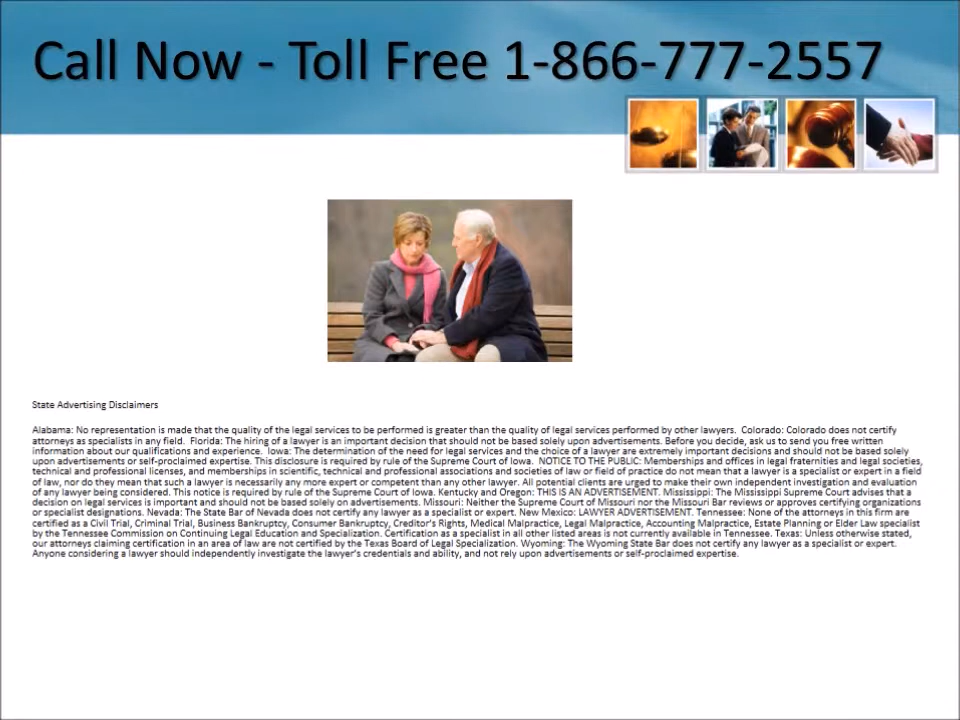 Call Now - Toll Free 1-866-777-2557
State Advertising Disclaimers
Alabama: No representation is made that the quality of the legal services to be performed is greater than the quality of legal services performed by other lawyers.  Colorado: Colorado does not certify
attorneys as specialists in any field.  Florida: The hiring of a lawyer is an important decision that should not be based solely upon advertisements. Before you decide, ask us to send you free written
information about our qualifications and experience.  Iowa: The determination of the need for legal services and the choice of a lawyer are extremely important decisions and should not be based solely
upon advertisements or self-proclaimed expertise. This disclosure is required by rule of the Supreme Court of Iowa.  NOTICE TO THE PUBLIC: Memberships and offices in legal fraternities and legal societies,
technical and professional licenses, and memberships in scientific, technical and professional associations and societies of law or field of practice do not mean that a lawyer is a specialist or expert in a field
of law, nor do they mean that such a lawyer is necessarily any more expert or competent than any other lawyer. All potential clients are urged to make their own independent investigation and evaluation
of any lawyer being considered. This notice is required by rule of the Supreme Court of Iowa. Kentucky and Oregon: THIS IS AN ADVERTISEMENT. Mississippi: The Mississippi Supreme Court advises that a
decision on legal services is important and should not be based solely on advertisements. Missouri: Neither the Supreme Court of Missouri nor the Missouri Bar reviews or approves certifying organizations
or specialist designations. Nevada: The State Bar of Nevada does not certify any lawyer as a specialist or expert. New Mexico: LAWYER ADVERTISEMENT. Tennessee: None of the attorneys in this firm are
certified as a Civil Trial, Criminal Trial, Business Bankruptcy, Consumer Bankruptcy, Creditor's Rights, Medical Malpractice, Legal Malpractice, Accounting Malpractice, Estate Planning or Elder Law specialist
by the Tennessee Commission on Continuing Legal Education and Specialization. Certification as a specialist in all other listed areas is not currently available in Tennessee. Texas: Unless otherwise stated,
our attorneys claiming certification in an area of law are not certified by the Texas Board of Legal Specialization. Wyoming: The Wyoming State Bar does not certify any lawyer as a specialist or expert.
Anyone considering a lawyer should independently investigate the lawyer's credentials and ability, and not rely upon advertisements or self-proclaimed expertise.